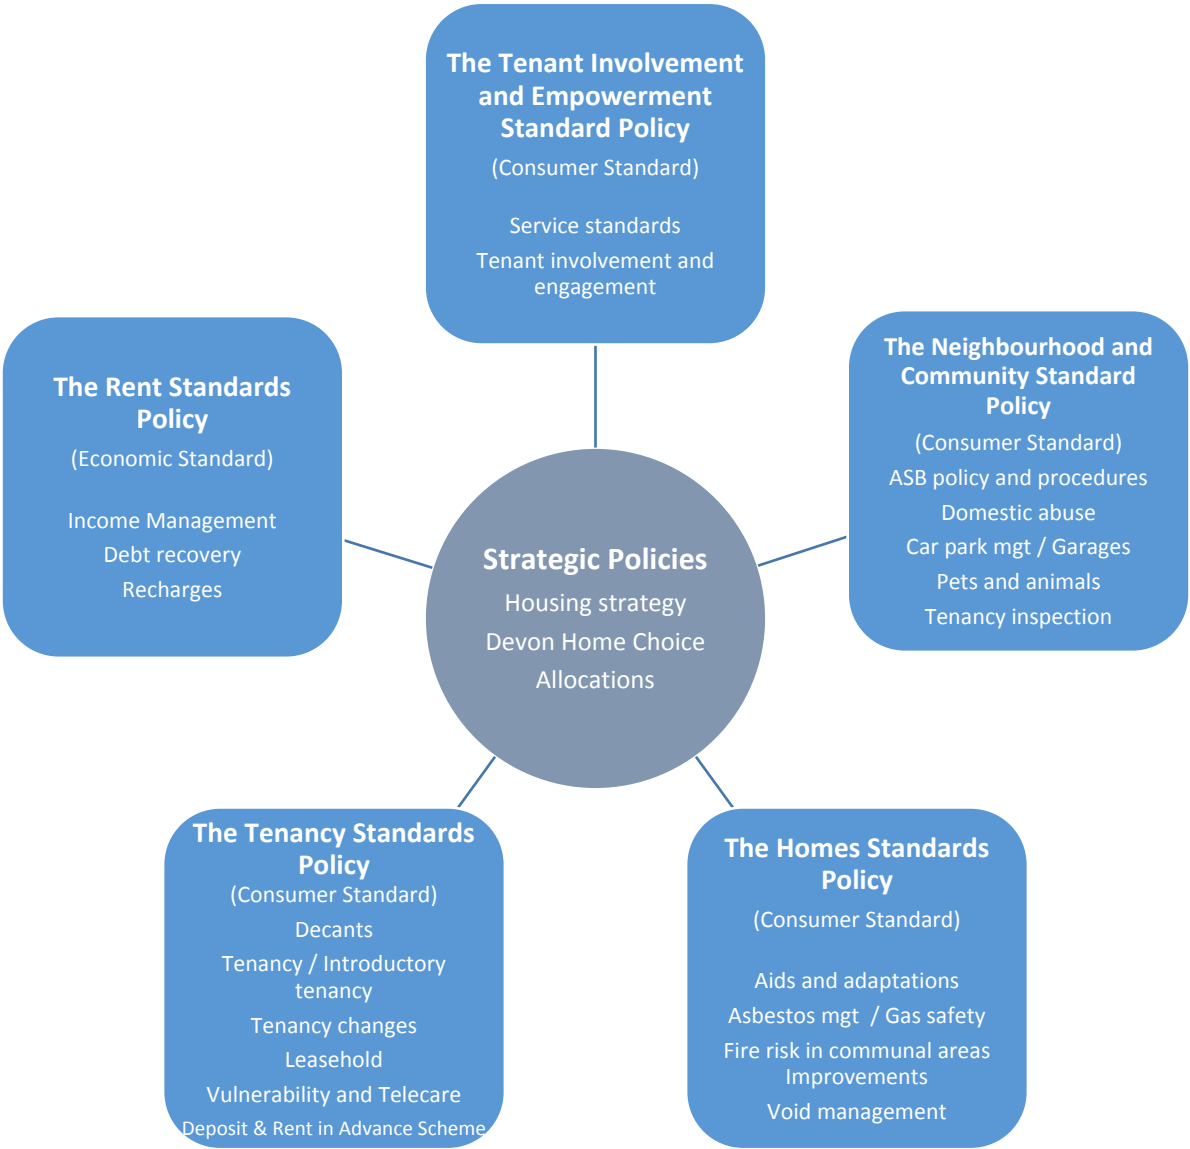 The Tenant Involvement
and Empowerment
Standard Policy
(Consumer Standard)
Service standards
Tenant involvement and
engagement
The Neighbourhood and
Community Standard
Policy
(Consumer Standard)
ASB policy and procedures
Domestic abuse
Car park mgt / Garages
Pets and animals
Tenancy inspection
The Rent Standards
Policy
(Economic Standard)
Income Management
Debt recovery
Recharges
Strategic Policies
Housing strategy
Devon Home Choice
Allocations
The Tenancy Standards
Policy
(Consumer Standard)
Decants
Tenancy / Introductory
tenancy
Tenancy changes
Leasehold
Vulnerability and Telecare
Deposit & Rent in Advance Scheme
The Homes Standards
Policy
(Consumer Standard)
Aids and adaptations
Asbestos mgt  / Gas safety
Fire risk in communal areas
Improvements
Void management